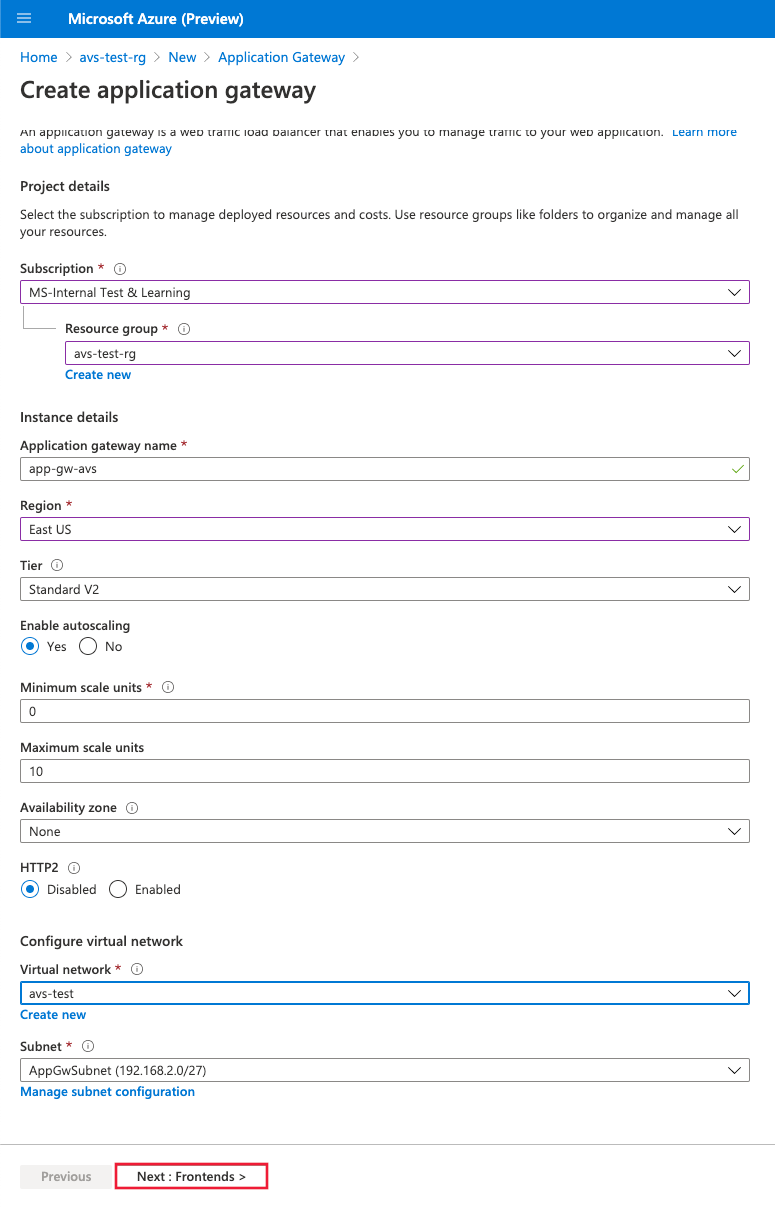 Microsoft Azure (Preview)
Home > avs-test-rg > New > Application Gateway >
Create application gateway
An application gateway is a web traffic load balancer that enables you to manage traffic to your web application. Learn more
about application gateway
Project details
Select the subscription to manage deployed resources and costs. Use resource groups like folders to organize and manage all
your resources.
Subscription *
MS-Internal Test & Learning
Resource group *
avs-test-rg
Create new
Instance details
Application gateway name *
app-gw-avs
Region *
East US
Tier
Standard V2
Enable autoscaling
Yes No
Minimum scale units *
0
Maximum scale units
10
Availability zone
None
HTTP2
Disabled Enabled
Configure virtual network
Virtual network *
avs-test
Create new
Subnet *
AppGwSubnet (192.168.2.0/27)
Manage subnet configuration
Previous Next : Frontends >